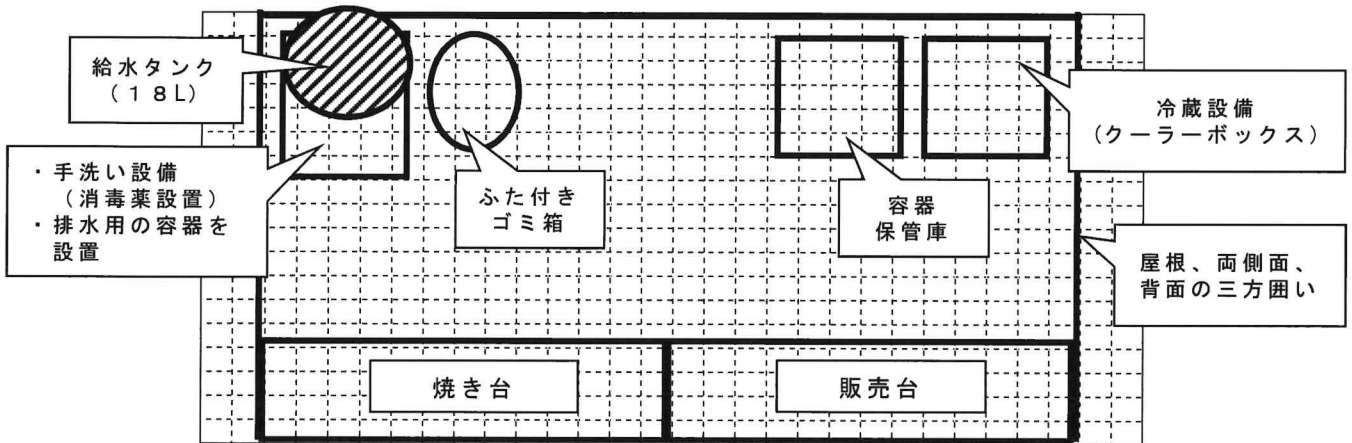 給水タンク
（１８L）
・手洗い設備
（消毒薬設置）
・排水用の容器を
設置
ふた付き
ゴミ箱
容器
保管庫
冷蔵設備
（クーラーボックス）
屋根、両側面、
背面の三方囲い
焼き台
販売台